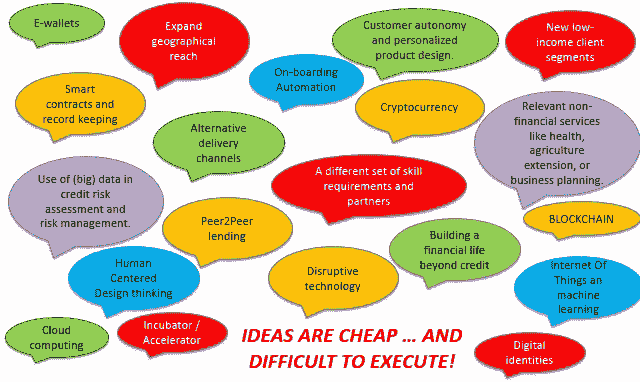 E-wallets
Expand
geographical
reach
Customer autonomy
and personalized
product design.
New low-
income client
segments
On-boarding
Automation
Smart
contracts and
record keeping
Cryptocurrency
Relevant non-
financial services
like health,
agriculture
extension, or
business planning.
Alternative
delivery
channels
Use of (big) data in
credit risk
assessment and
risk management.
A different set of skill
requirements and
partners
Peer2Peer
lending
BLOCKCHAIN
Building a
financial life
beyond credit
Human
Centered
Design thinking
Disruptive
technology
Internet Of
Things an
machine
learning
Cloud
computing
Incubator /
Accelerator
IDEAS ARE CHEAP ... AND
DIFFICULT TO EXECUTE!
Digital
identities